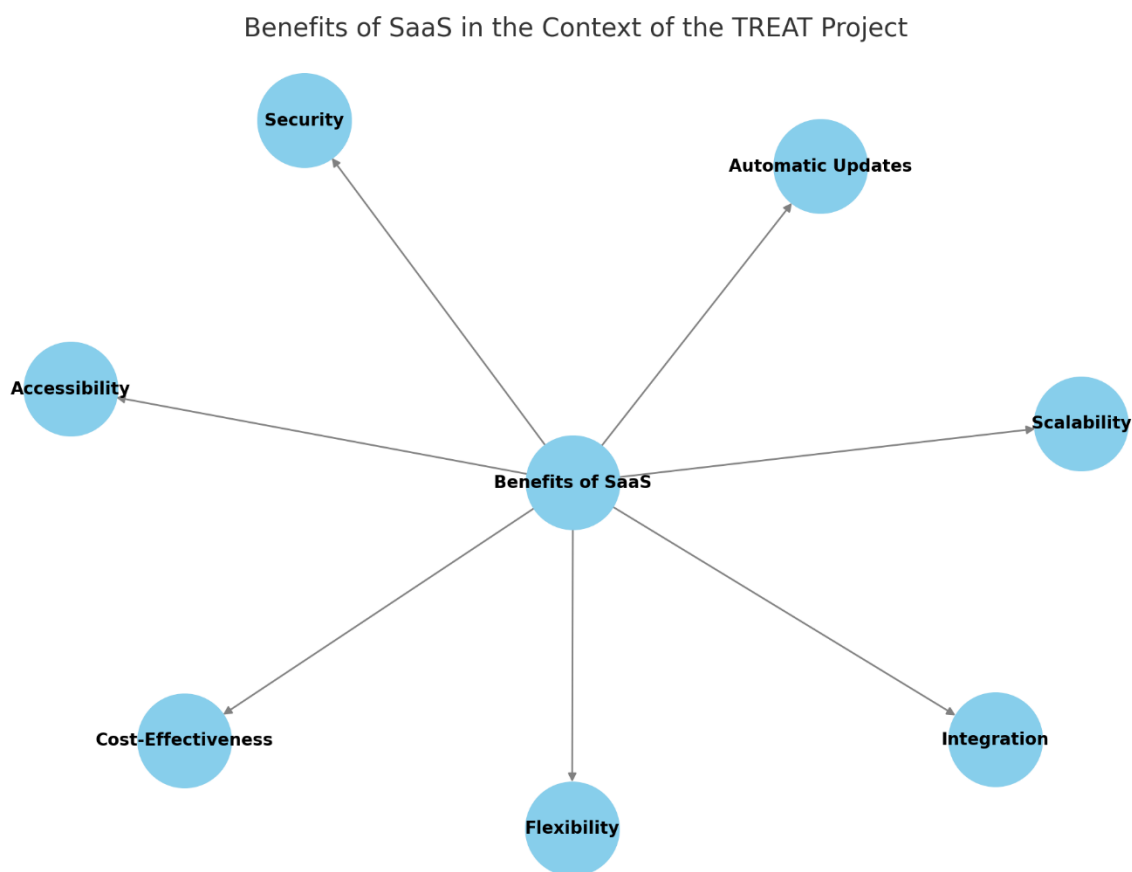 Benefits of SaaS in the Context of the TREAT Project
Security
Automatic Updates
Accessibility
Scalability
Benefits of SaaS
Cost-Effectiveness
Integration
Flexibility